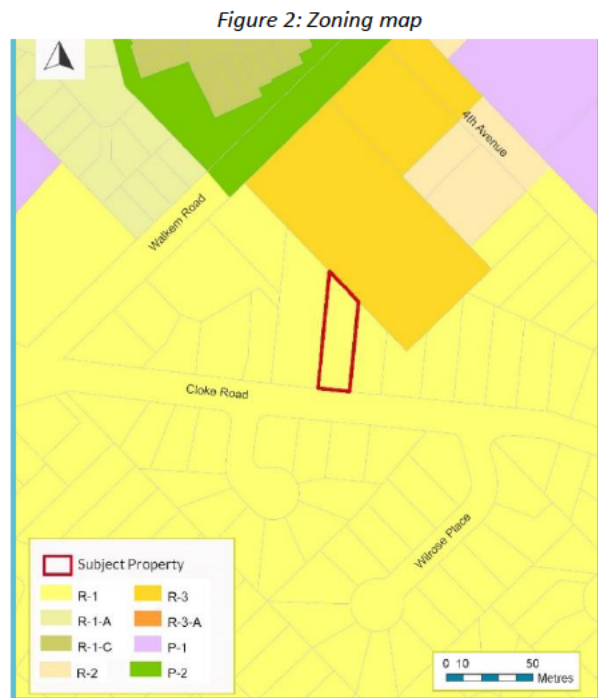 Figure 2: Zoning map
4th Avenue
Walkem Road
Cloke Road
Wilrose Place
Subject Property
R-1 R-3
R-1-A R-3-A
R-1-C P-1
R-2 P-2
0 10 50
Metres